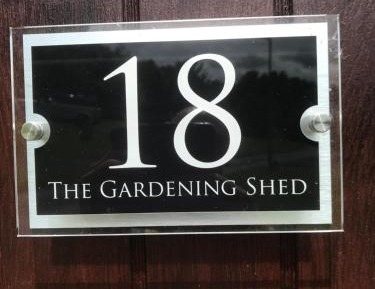 18
THE GARDENING SHED